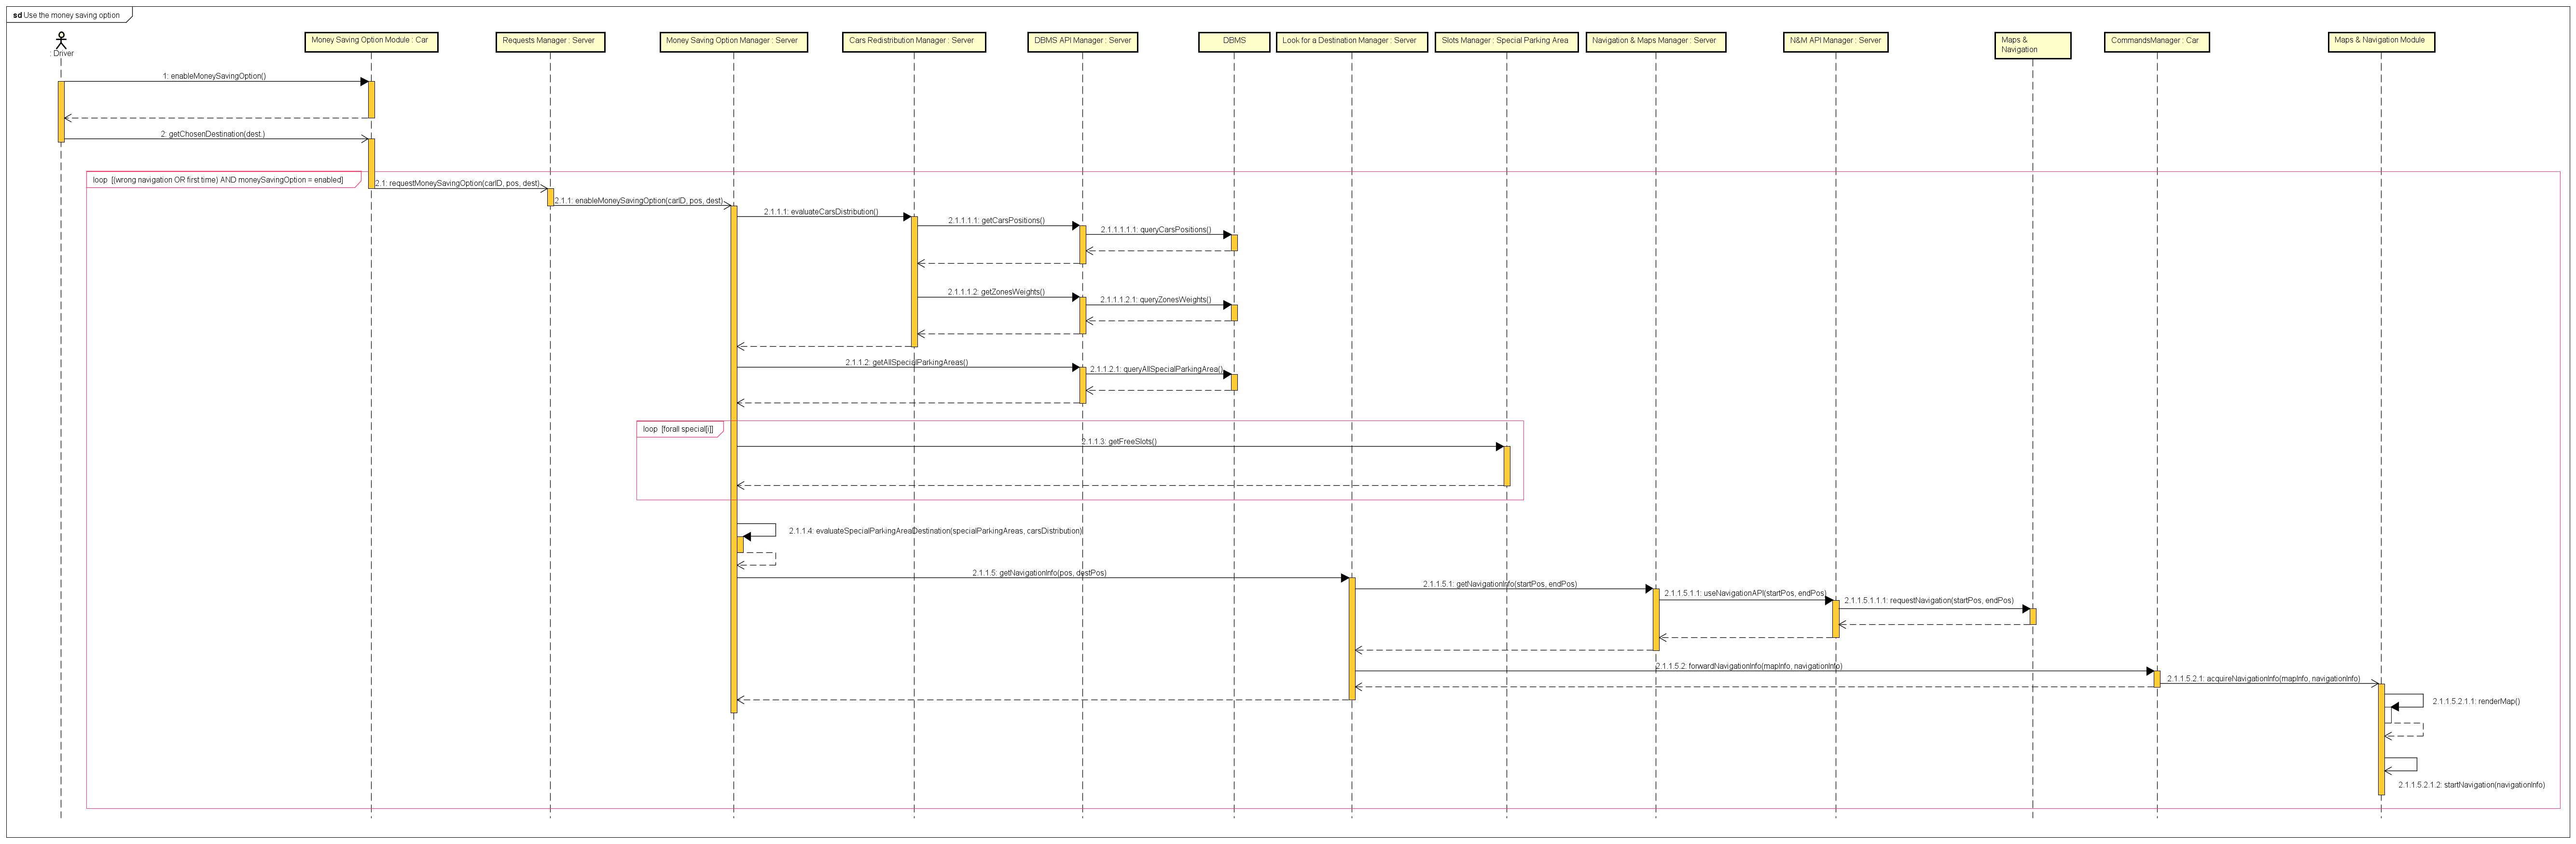 sd Use the money saving option
: Driver
Money Saving Option Module : Car
Requests Manager : Server
Money Saving Option Manager : Server
Cars Redistribution Manager : Server
DBMS API Manager : Server
DBMS
Look for a Destination Manager : Server
Slots Manager : Special Parking Area
Navigation & Maps Manager : Server
N&M API Manager : Server
Maps &
Navigation
CommandsManager : Car
Maps & Navigation Module
1: enableMoneySavingOption()
2: getChosenDestination(dest.)
loop [(wrong navigation OR first time) AND moneySavingOption = enabled]
2.1: requestMoneySavingOption(carID, pos, dest)
2.1.1: enableMoneySavingOption(carID, pos, dest)
2.1.1.1: evaluateCarsDistribution()
2.1.1.1.1: getCarsPositions()
2.1.1.1.1.1: queryCarsPositions()
2.1.1.1.2: getZonesWeights()
2.1.1.1.2.1: queryZonesWeights()
2.1.1.2: getAllSpecialParkingAreas()
2.1.1.2.1: queryAllSpecialParkingArea()
loop [forall special[i]]
2.1.1.3: getFreeSlots()
2.1.1.4: evaluateSpecialParkingAreaDestination(specialParkingAreas, carsDistribution)
2.1.1.5: getNavigationInfo(pos, destPos)
2.1.1.5.1: getNavigationInfo(startPos, endPos)
2.1.1.5.1.1: useNavigationAPI(startPos, endPos)
2.1.1.5.1.1.1: requestNavigation(startPos, endPos)
2.1.1.5.2: forwardNavigationInfo(mapInfo, navigationInfo)
2.1.1.5.2.1: acquireNavigationInfo(mapInfo, navigationInfo)
2.1.1.5.2.1.1: renderMap()
2.1.1.5.2.1.2: startNavigation(navigationInfo)